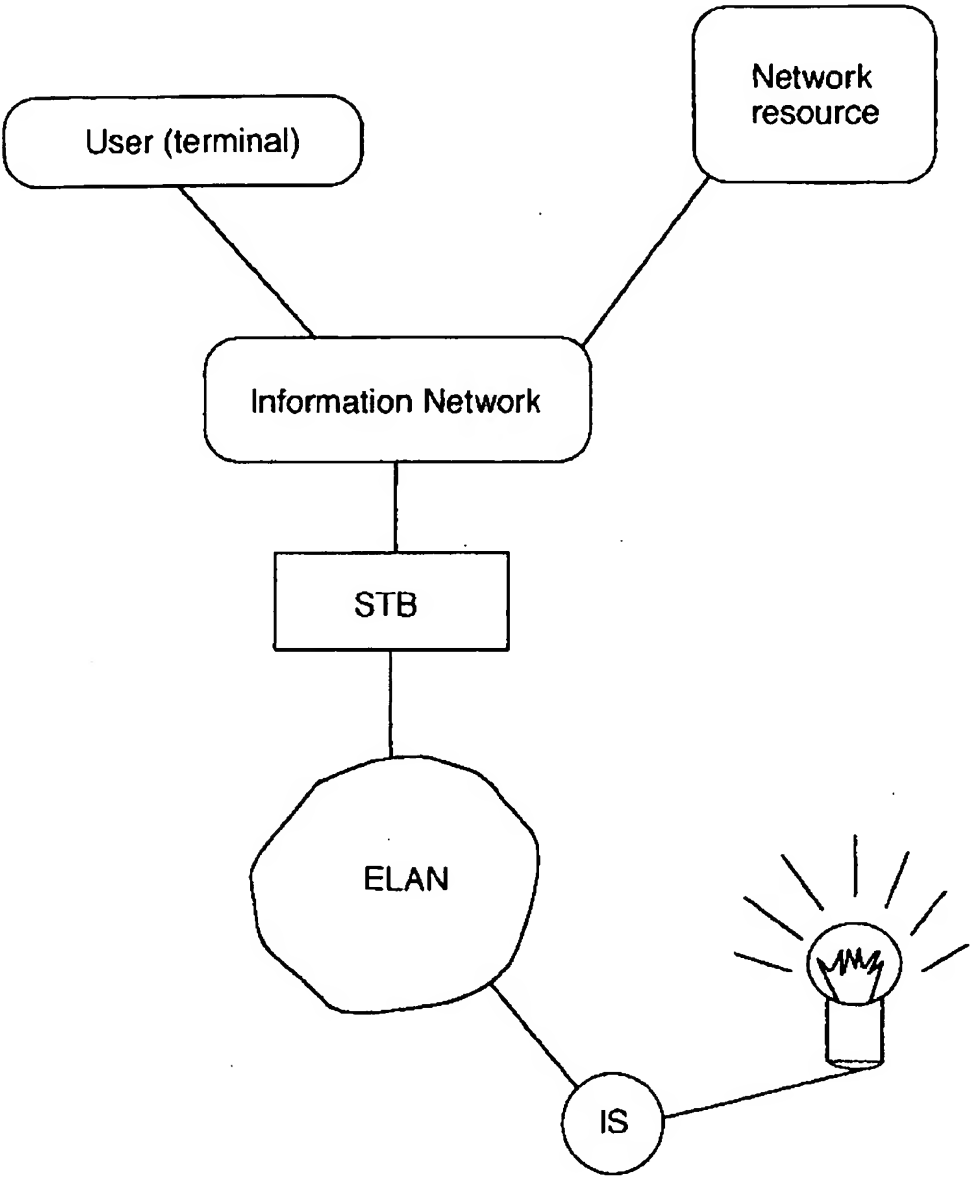 Network
resource
User (terminal)
Information Network
STB
ELAN
IS